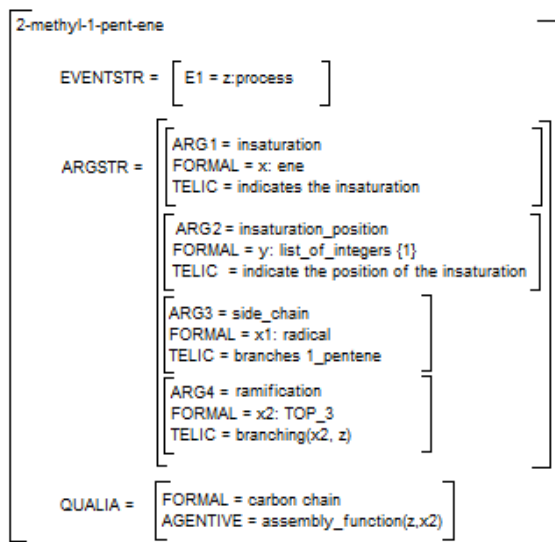 2-methyl-1-pent-ene
EVENTSTR = E1 = z:process
ARGSTR =
ARG1 = insaturation
FORMAL = x: ene
TELIC = indicates the insaturation
ARG2 = insaturation_position
FORMAL = y: list_of_integers {1}
TELIC = indicate the position of the insaturation
ARG3 = side_chain
FORMAL = x1: radical
TELIC = branches 1_pentene
ARG4 = ramification
FORMAL = x2: TOP_3
TELIC = branching(x2, z)
QUALIA =
FORMAL = carbon chain
AGENTIVE = assembly_function(z,x2)